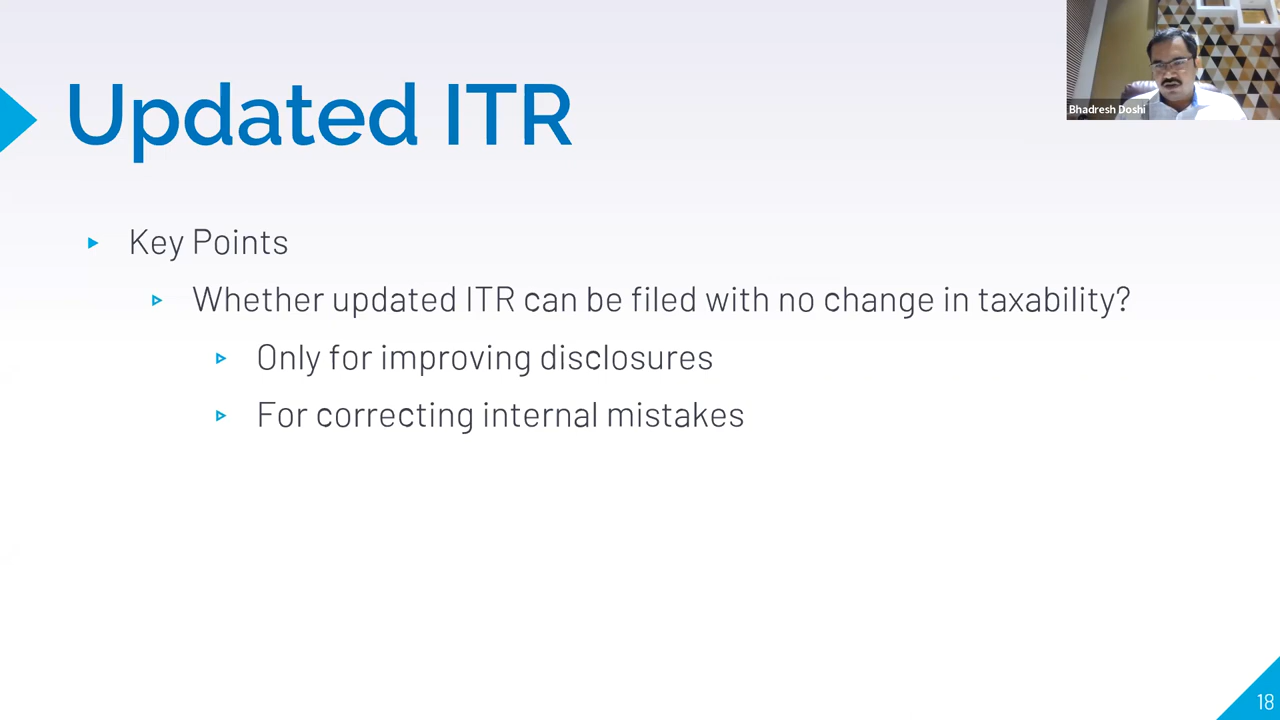 Updated ITR
Bhadresh Doshi
Key Points
Whether updated ITR can be filed with no change in taxability?
Only for improving disclosures
For correcting internal mistakes
18